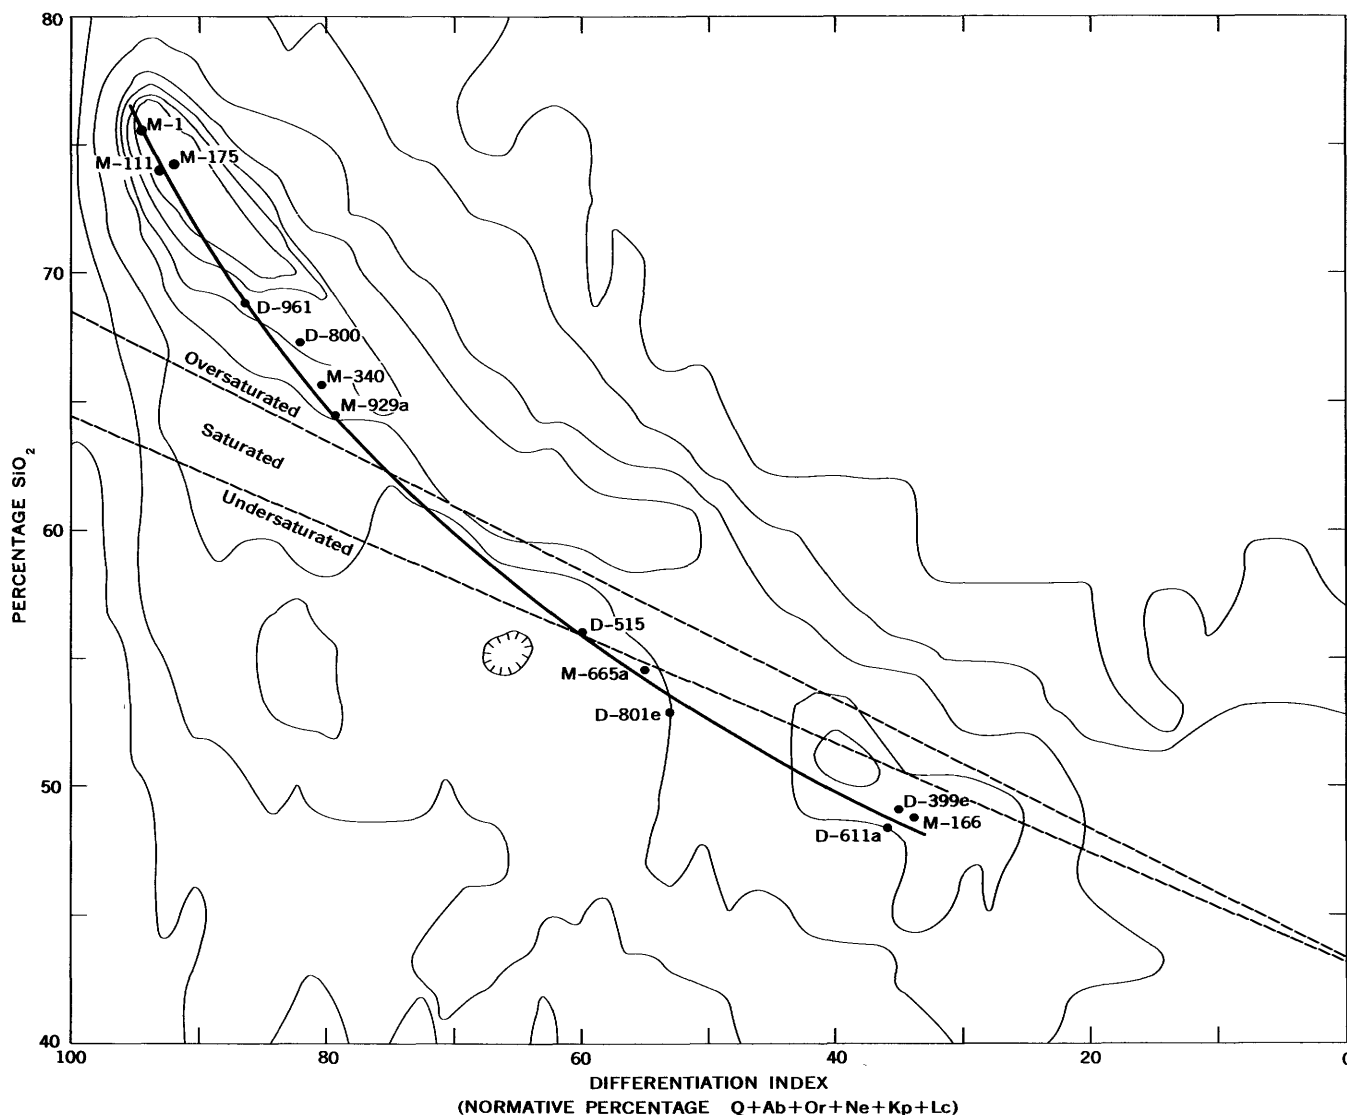 80
M-1
M-175
M-111
70
D-961
D-800
Oversaturated
M-340
M-929a
Saturated
Undersaturated
60
PERCENTAGE SiO2
D-515
M-665a
D-801e
50
D-399e
M-166
D-611a
40
100
80
60
40
20
0
DIFFERENTIATION INDEX
(NORMATIVE PERCENTAGE Q+Ab+Or+Ne+Kp+Lc)